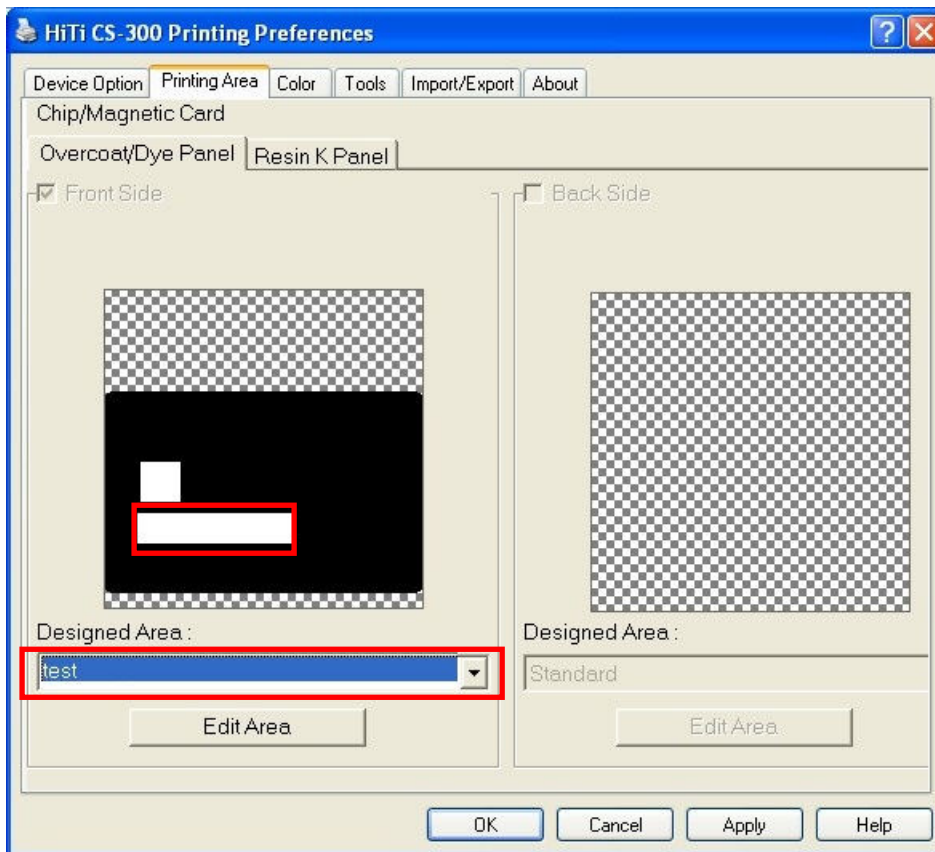 HiTi CS-300 Printing Preferences
Device Option Printing Area Color Tools Import/Export About
Chip/Magnetic Card
Overcoat/Dye Panel Resin K Panel
Front Side Back Side
Designed Area : Designed Area :
test Standard
Edit Area Edit Area
OK Cancel Apply Help